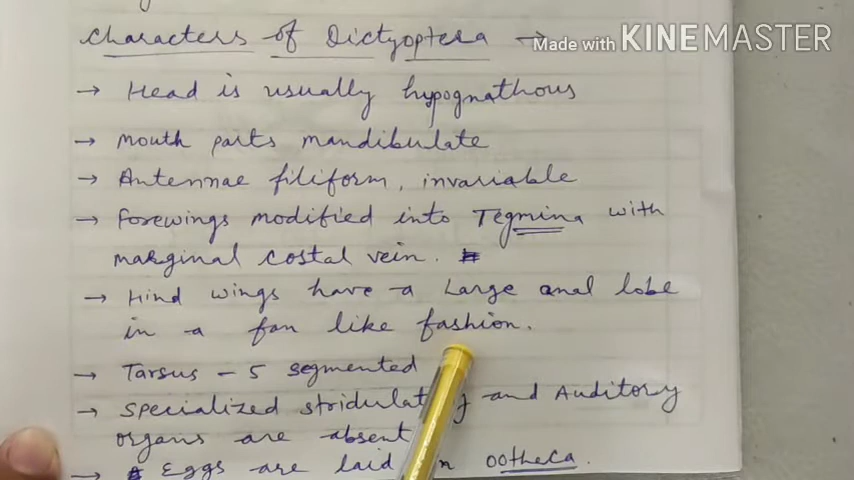 characters of Dictyoptera →
Made with KINEMASTER
→ Head is usually hypognathous
→ Mouth parts mandibulate
→ Antennae filiform, invariable
→ Forewings modified into Tegmina with
marginal costal vein.
→ Hind wings have a Large anal lobe
in a fan like fashion.
→ Tarsus - 5 segmented
→ Specialized and Auditory
organs are absent
→ Eggs are laid ootheca.